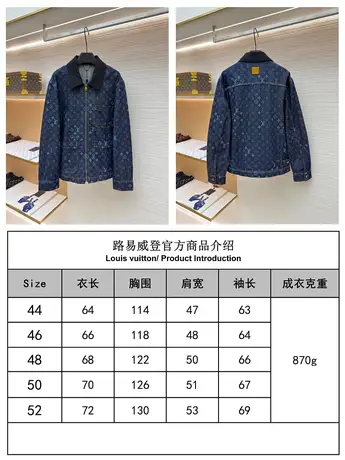 路易威登官方商品介绍
Louis vuitton/ Product Introduction
Size 衣长 胸围 肩宽 袖长 成衣克重
44 64 114 47 63
46 66 118 48 64
48 68 122 50 66 870g
50 70 126 51 67
52 72 130 53 69